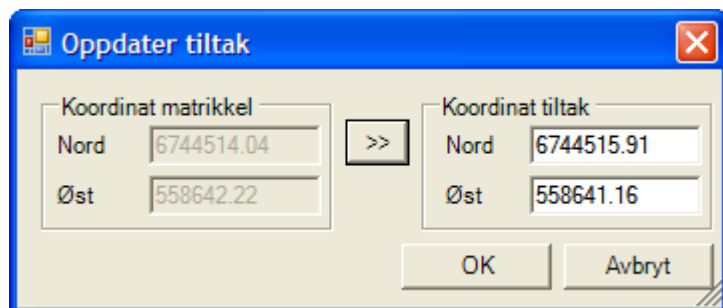 Oppdater tiltak
Koordinat matrikkel
Nord 6744514.04
Øst 558642.22
>>
Koordinat tiltak
Nord 6744515.91
Øst 558641.16
OK Avbryt